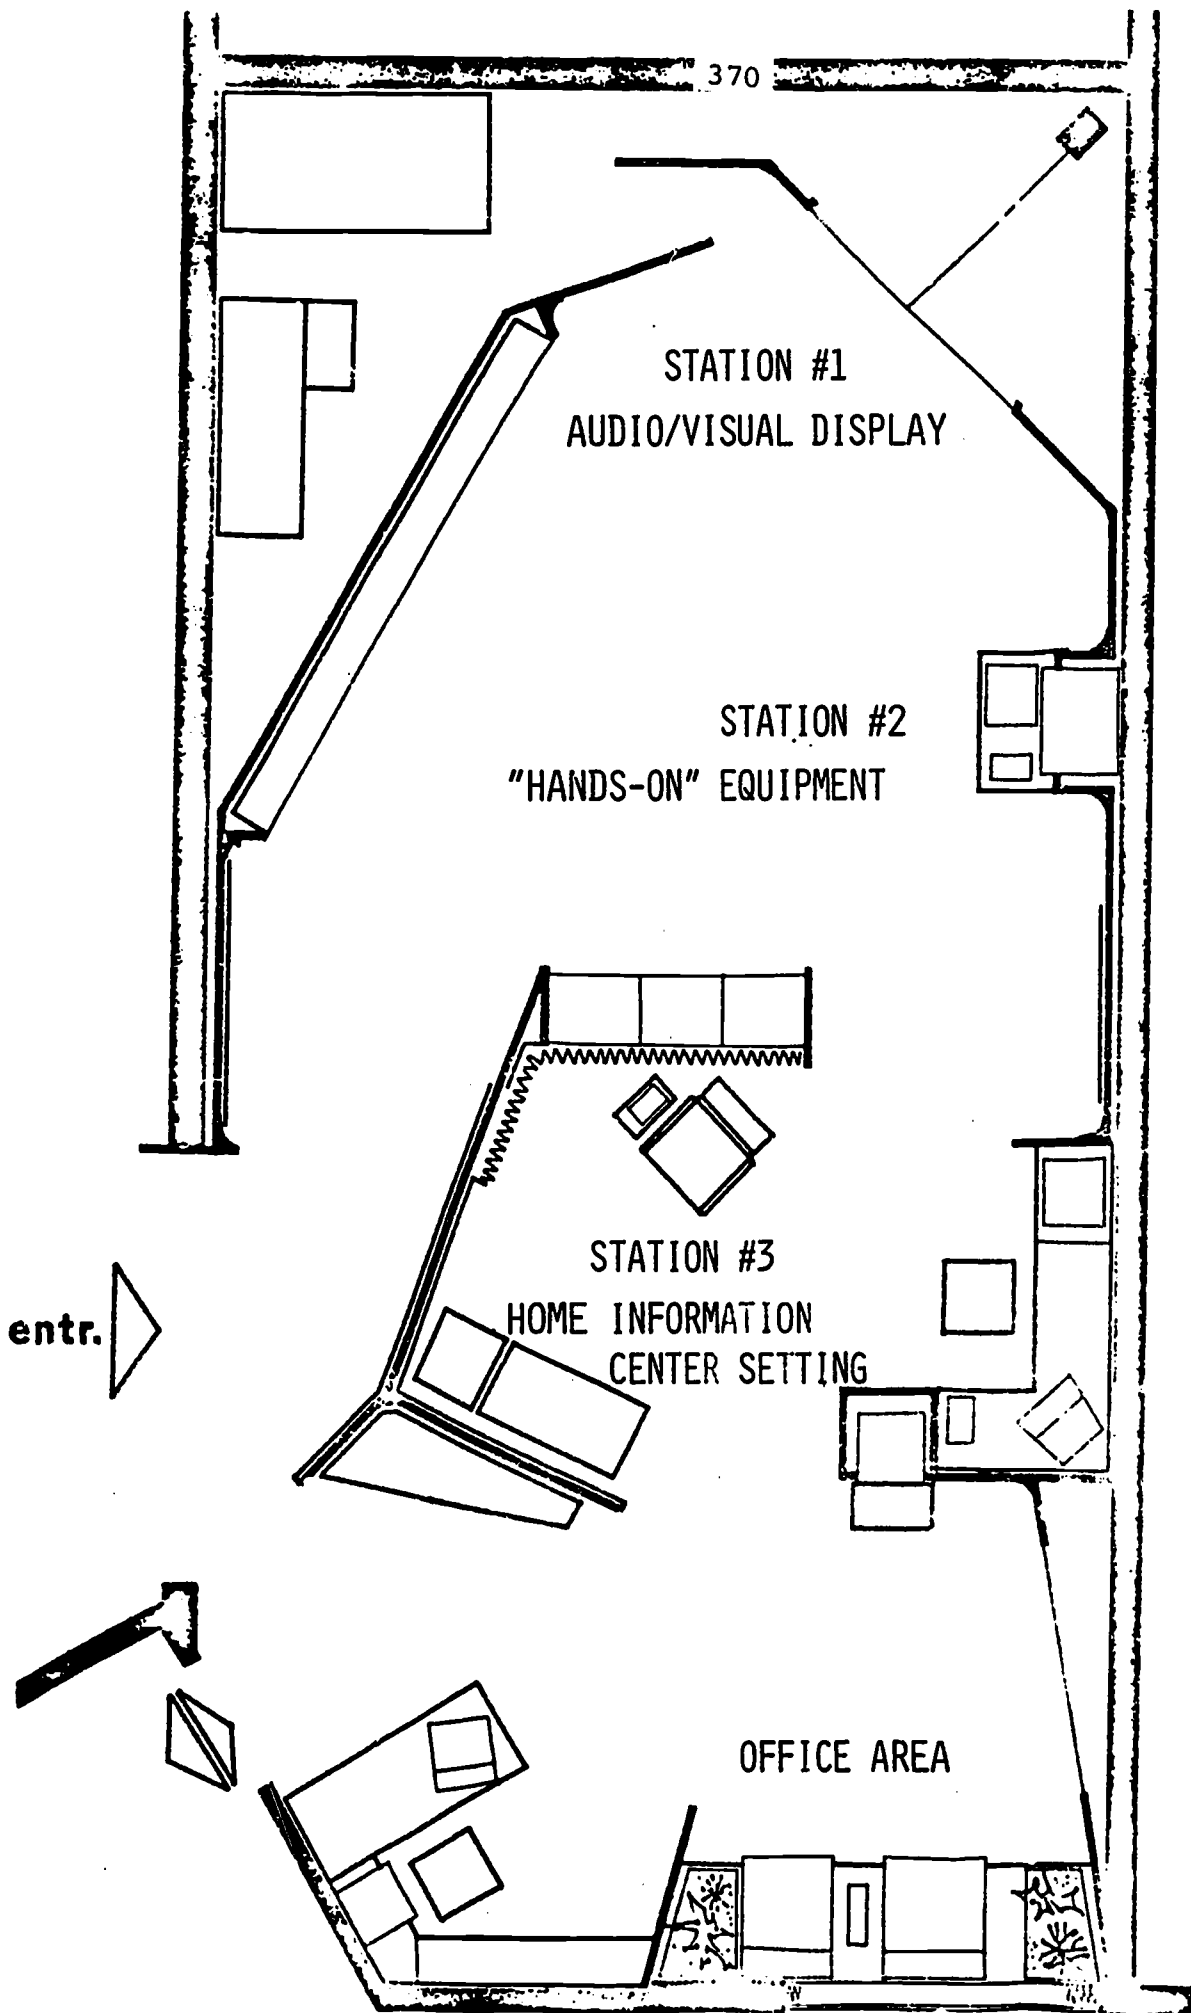 370
STATION #1
AUDIO/VISUAL DISPLAY
STATION #2
"HANDS-ON" EQUIPMENT
STATION #3
HOME INFORMATION
CENTER SETTING
entr.
OFFICE AREA